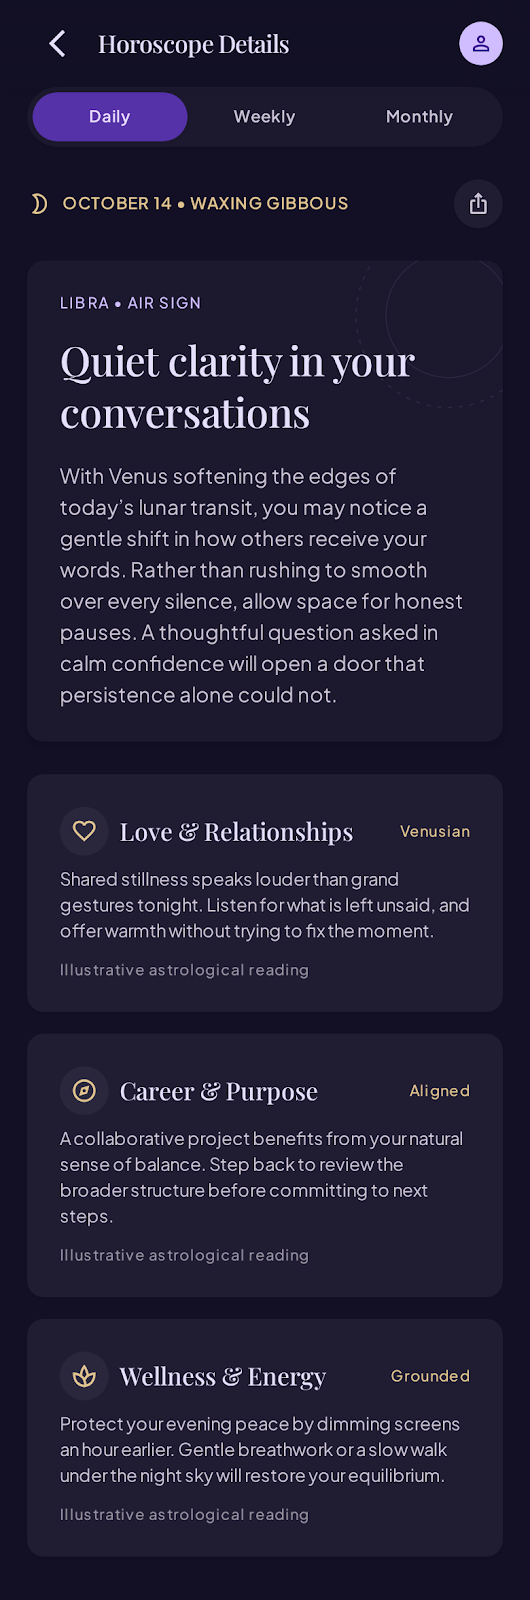 Horoscope Details
Daily
Weekly
Monthly
OCTOBER 14 • WAXING GIBBOUS
LIBRA • AIR SIGN
Quiet clarity in your
conversations
With Venus softening the edges of
today’s lunar transit, you may notice a
gentle shift in how others receive your
words. Rather than rushing to smooth
over every silence, allow space for honest
pauses. A thoughtful question asked in
calm confidence will open a door that
persistence alone could not.
Love & Relationships
Venusian
Shared stillness speaks louder than grand
gestures tonight. Listen for what is left unsaid, and
offer warmth without trying to fix the moment.
Illustrative astrological reading
Career & Purpose
Aligned
A collaborative project benefits from your natural
sense of balance. Step back to review the
broader structure before committing to next
steps.
Illustrative astrological reading
Wellness & Energy
Grounded
Protect your evening peace by dimming screens
an hour earlier. Gentle breathwork or a slow walk
under the night sky will restore your equilibrium.
Illustrative astrological reading